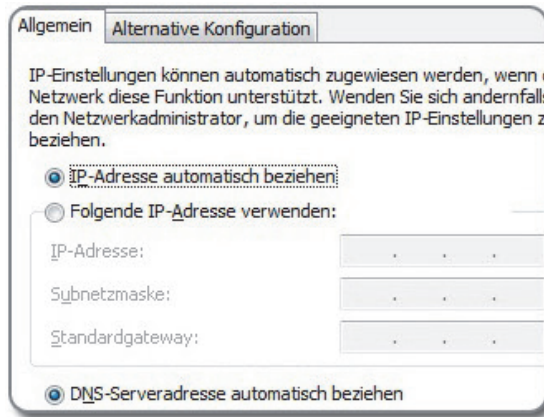 Allgemein
Alternative Konfiguration
IP-Einstellungen können automatisch zugewiesen werden, wenn
Netzwerk diese Funktion unterstützt. Wenden Sie sich andernfalls
den Netzwerkadministrator, um die geeigneten IP-Einstellungen z
beziehen.
IP-Adresse automatisch beziehen
Folgende IP-Adresse verwenden:
IP-Adresse:
Subnetzmaske:
Standardgateway:
DNS-Serveradresse automatisch beziehen